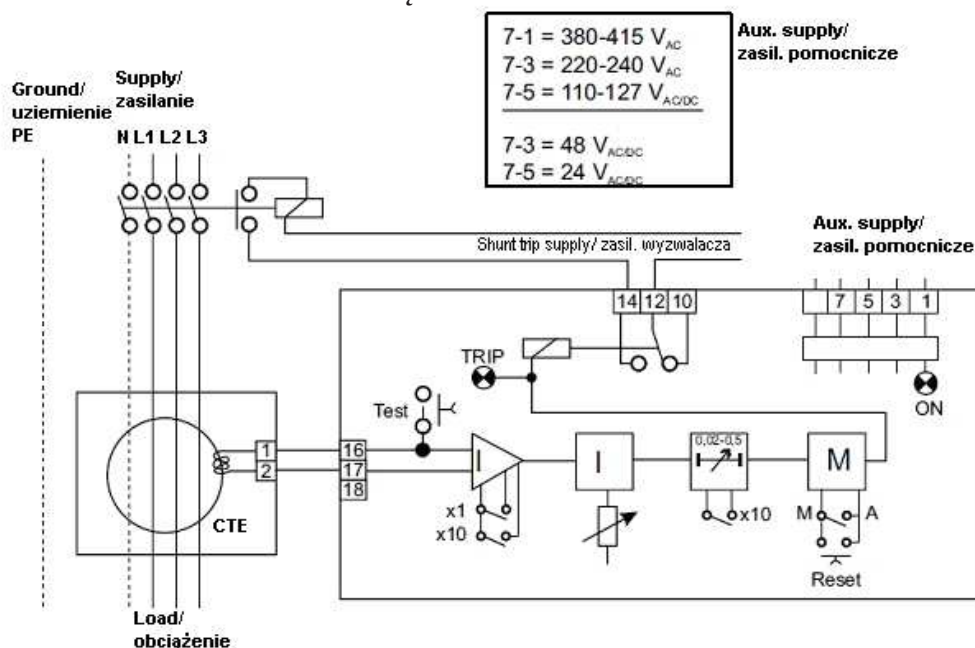 7-1 = 380-415 VAC
7-3 = 220-240 VAC
7-5 = 110-127 VAC/DC
7-3 = 48 VAC/DC
7-5 = 24 VAC/DC
Aux. supply/
zasil. pomocnicze
Ground/
uziemienie
PE
Supply/
zasilanie
N L1 L2 L3
Shunt trip supply/ zasil. wyzwalacza
Aux. supply/
zasil. pomocnicze
14 12 10
7 5 3 1
TRIP
ON
Test
1
2
16
17
18
CTE
I
I
0,02-0,5
M
x1
x10
x10
M
A
Reset
Load/
obciążenie